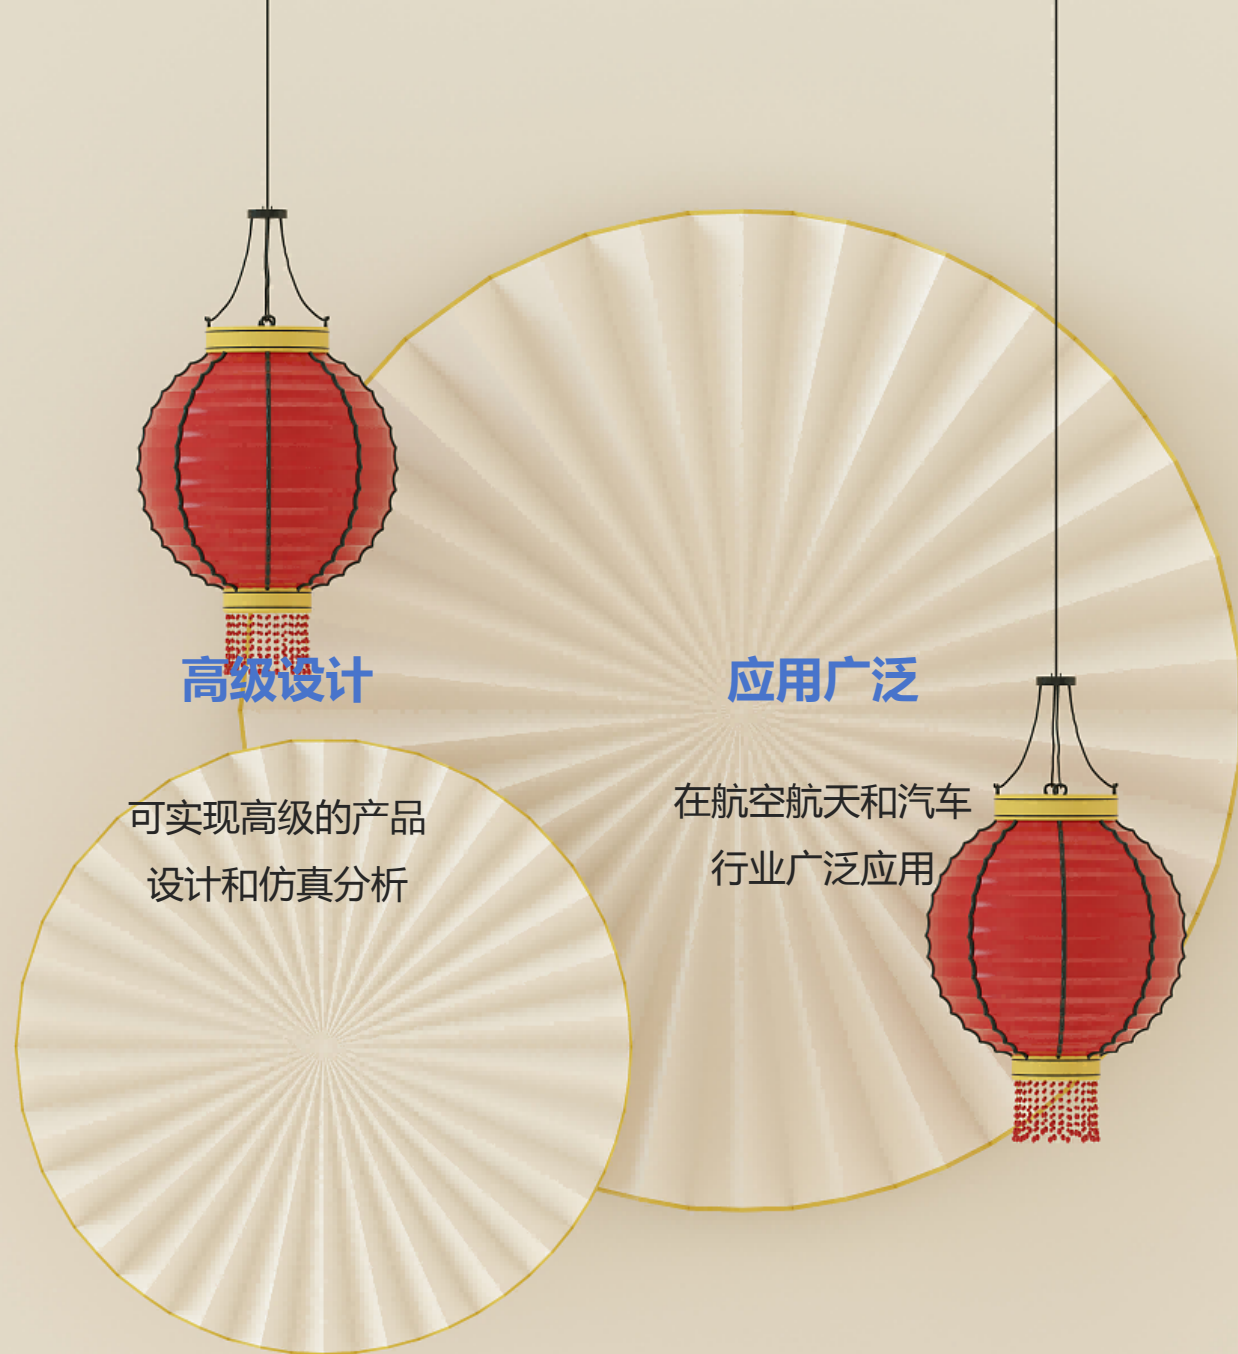 高级设计
可实现高级的产品
设计和仿真分析
应用广泛
在航空航天和汽车
行业广泛应用